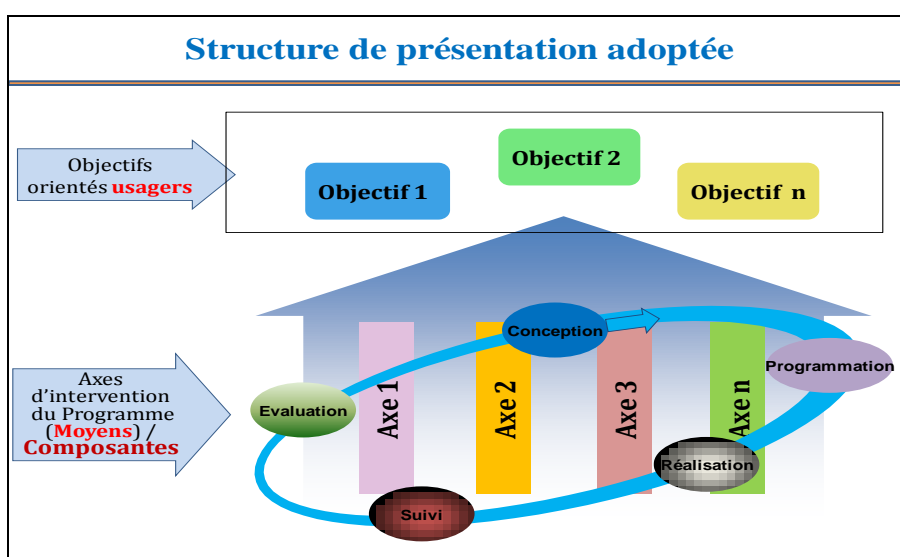 Structure de présentation adoptée
Objectifs
orientés usagers
Objectif 1
Objectif 2
Objectif n
Axes
d’intervention
du Programme
(Moyens) /
Composantes
Conception
Programmation
Evaluation
Axe 1
Axe 2
Axe 3
Axe n
Réalisation
Suivi